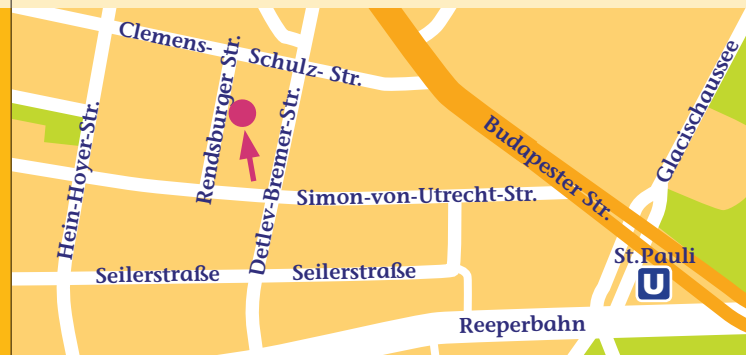 Clemens-Schulz- Str.
Rendsburger Str.
Detlev-Bremer-Str.
Hein-Hoyer-Str.
Budapester Str.
Glacischaussee
Simon-von-Utrecht-Str.
St.Pauli
U
Seilerstraße
Seilerstraße
Reeperbahn